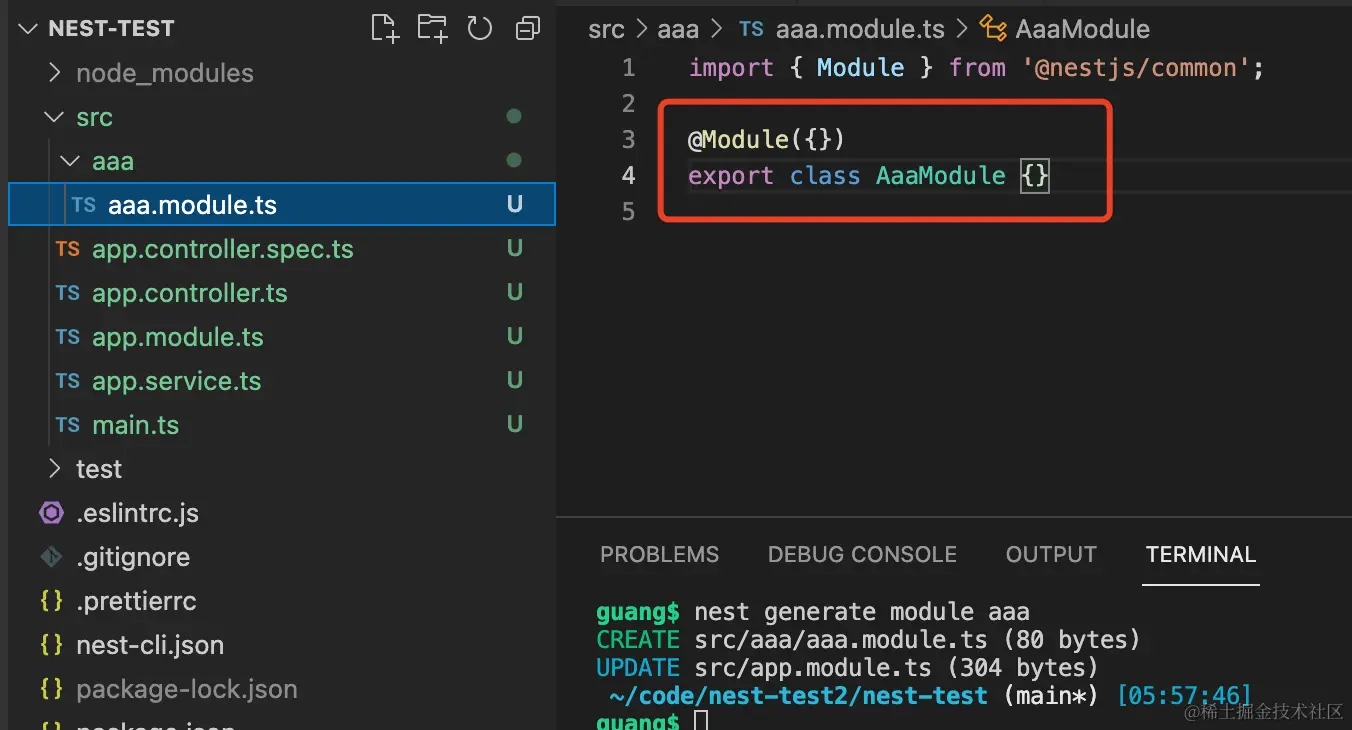 NEST-TEST
node_modules
src
aaa
TS aaa.module.ts U
TS app.controller.spec.ts U
TS app.controller.ts U
TS app.module.ts U
TS app.service.ts U
TS main.ts U
test
.eslintrc.js
.gitignore
{} .prettierrc
{} nest-cli.json
{} package-lock.json
{} package.json
src > aaa > TS aaa.module.ts > AaaModule
1 import { Module } from '@nestjs/common';
2
3 @Module({})
4 export class AaaModule {}
5
PROBLEMS DEBUG CONSOLE OUTPUT TERMINAL
guang$ nest generate module aaa
CREATE src/aaa/aaa.module.ts (80 bytes)
UPDATE src/app.module.ts (304 bytes)
~/code/nest-test2/nest-test (main*) [05:57:46]
guang$
@稀土掘金技术社区